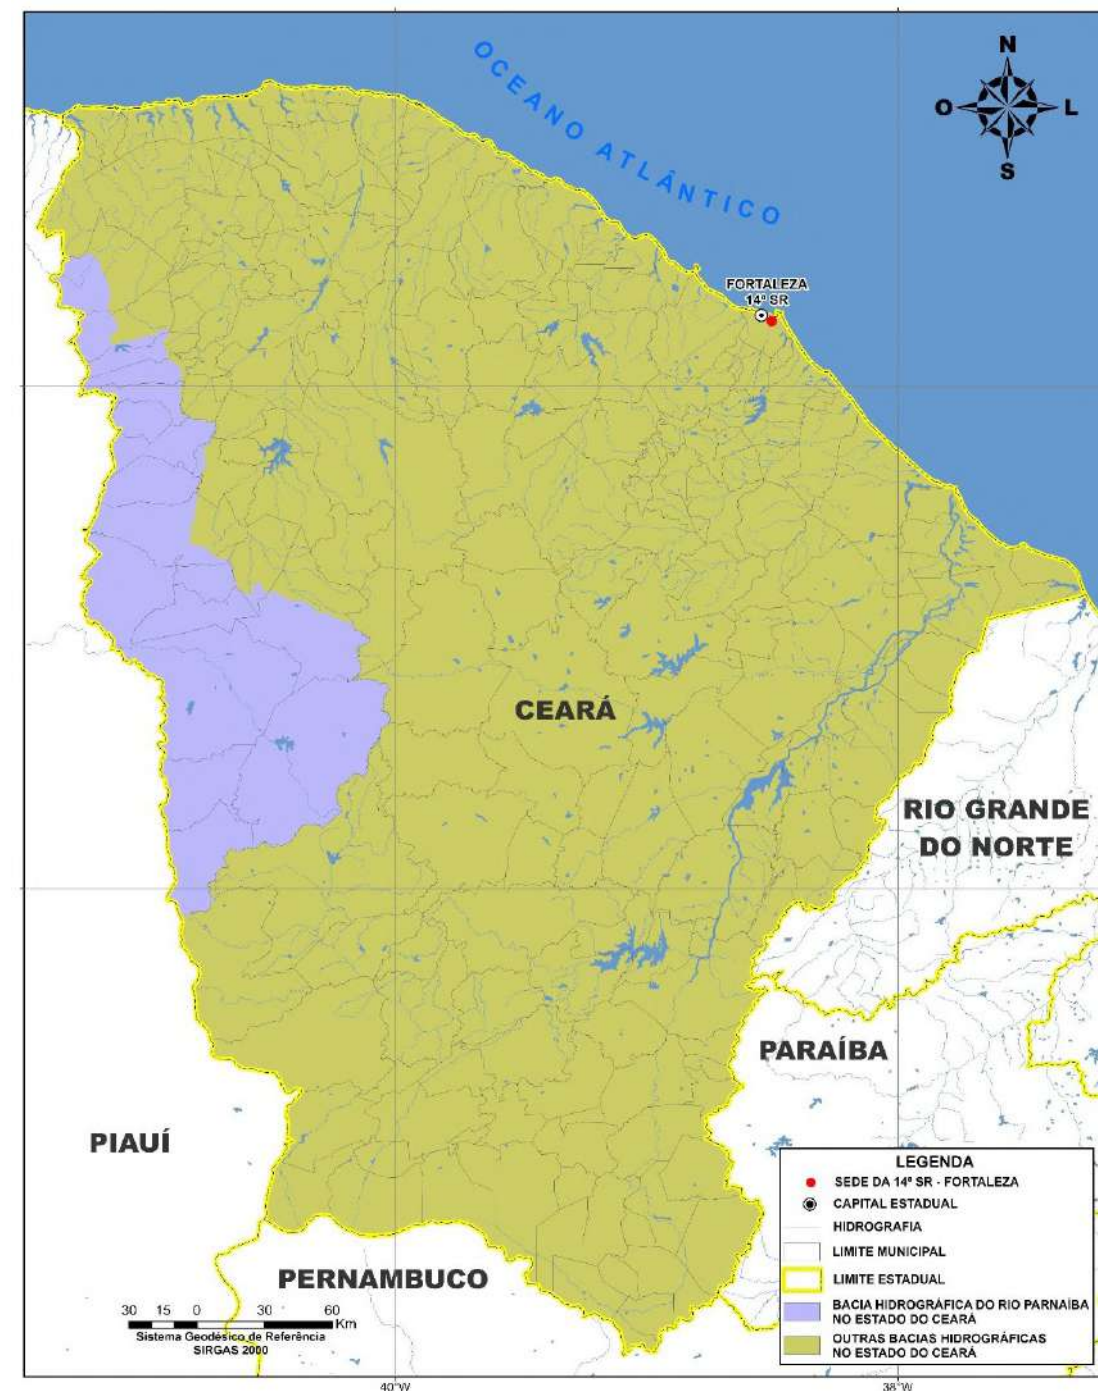 OCEANO ATLÂNTICO
N
O
L
S
FORTALEZA
14ª SR
CEARÁ
RIO GRANDE
DO NORTE
PARAÍBA
PIAUÍ
PERNAMBUCO
30 15 0 30 60
Km
Sistema Geodésico de Referência
SIRGAS 2000
LEGENDA
SEDE DA 14ª SR - FORTALEZA
CAPITAL ESTADUAL
HIDROGRAFIA
LIMITE MUNICIPAL
LIMITE ESTADUAL
BACIA HIDROGRÁFICA DO RIO PARNAÍBA
NO ESTADO DO CEARÁ
OUTRAS BACIAS HIDROGRÁFICAS
NO ESTADO DO CEARÁ
40°W
38°W